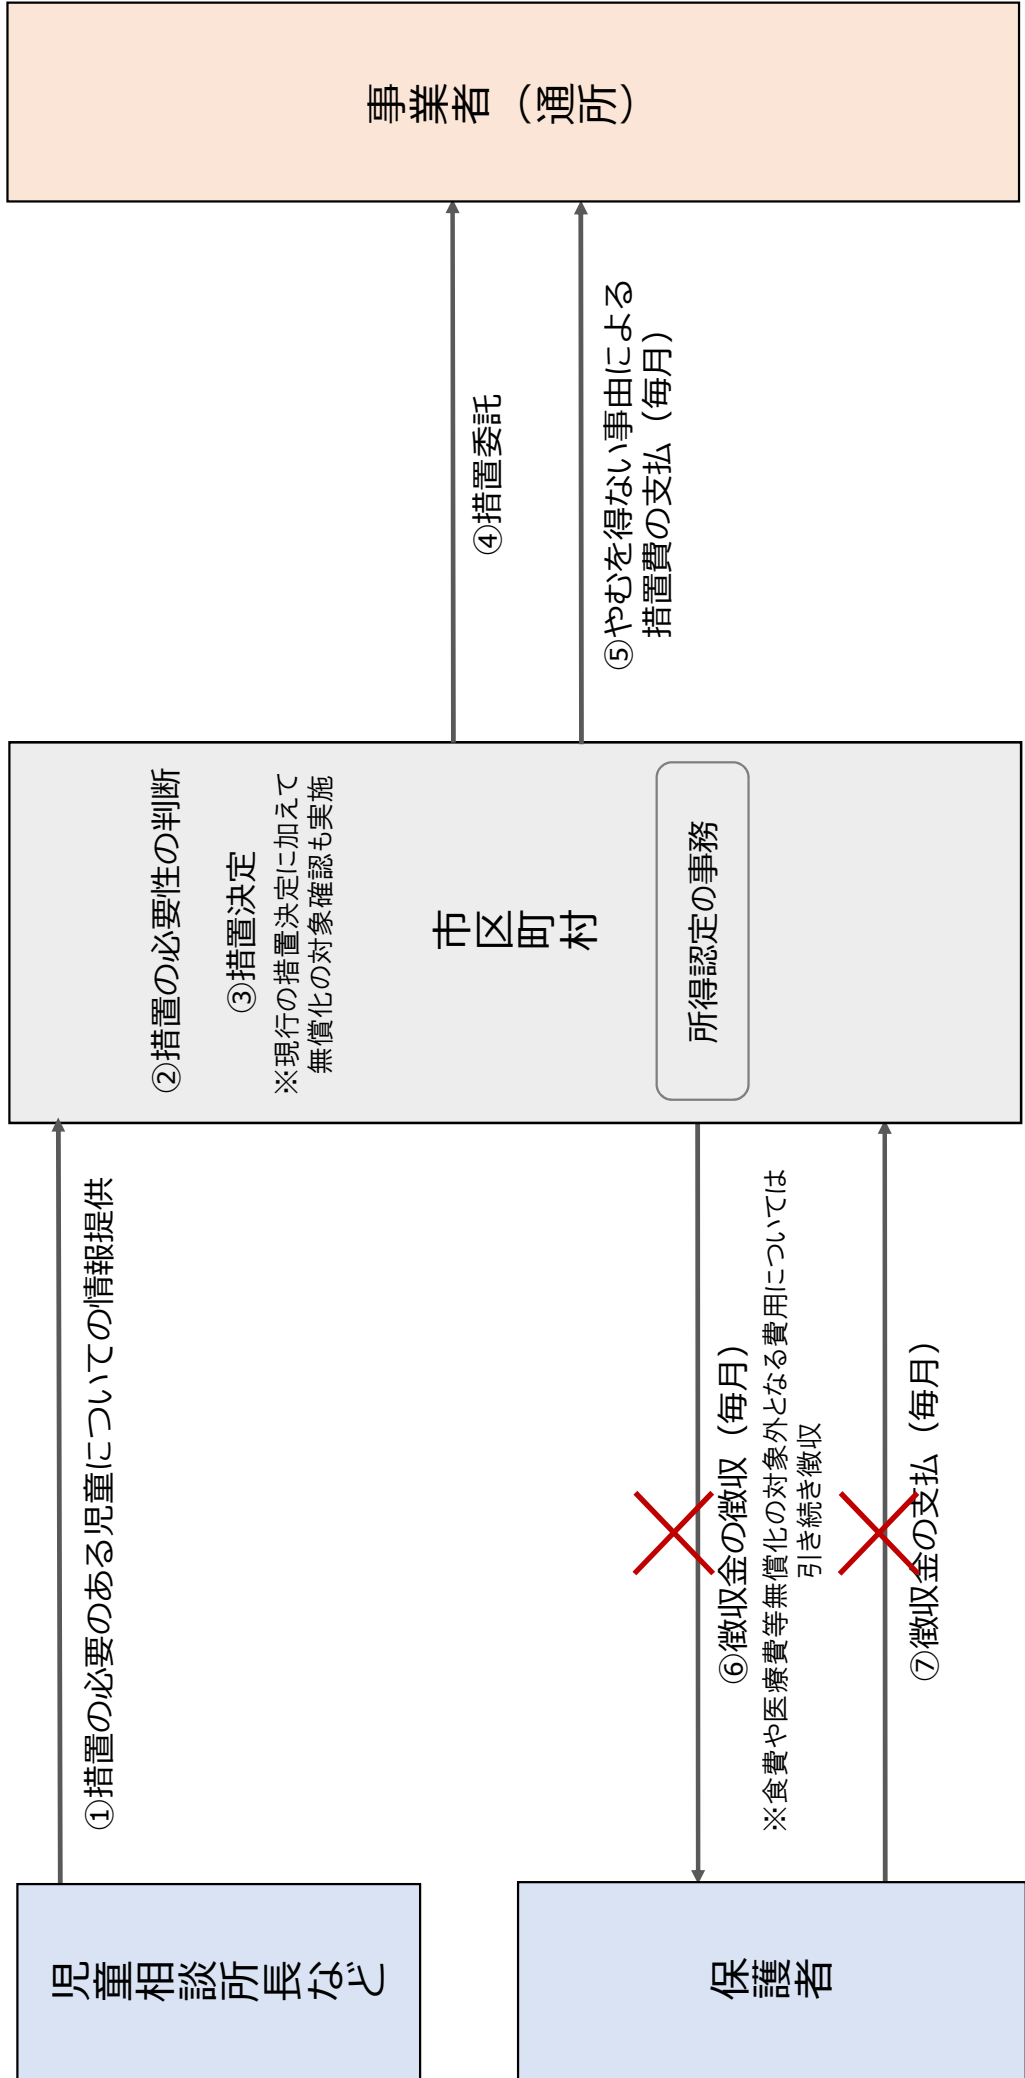 児童相談所長など
①措置の必要のある児童についての情報提供
②措置の必要性の判断
③措置決定
※現行の措置決定に加えて
無償化の対象確認も実施
市区町村
所得認定の事務
④措置委託
⑤やむを得ない事由による
措置費の支払（毎月）
事業者（通所）
保護者
⑥徴収金の徴収（毎月）
※食費や医療費等無償化の対象外となる費用については
引き続き徴収
⑦徴収金の支払（毎月）